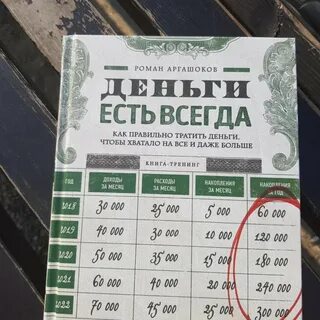 РОМАН АРГАШОКОВ
ДЕНЬГИ
ЕСТЬ ВСЕГДА
КАК ПРАВИЛЬНО ТРАТИТЬ ДЕНЬГИ,
ЧТОБЫ ХВАТАЛО НА ВСЕ И ДАЖЕ БОЛЬШЕ
КНИГА-ТРЕНИНГ
ГОД ДОХОДЫ ЗА МЕСЯЦ РАСХОДЫ ЗА МЕСЯЦ НАКОПЛЕНИЯ ЗА МЕСЯЦ НАКОПЛЕНИЯ ЗА ГОД
2018 30 000 25 000 5 000 60 000
2019 40 000 30 000 10 000 120 000
2020 50 000 35 000 15 000 180 000
2021 60 000 40 000 20 000 240 000
2022 70 000 45 000 25 000 300 000